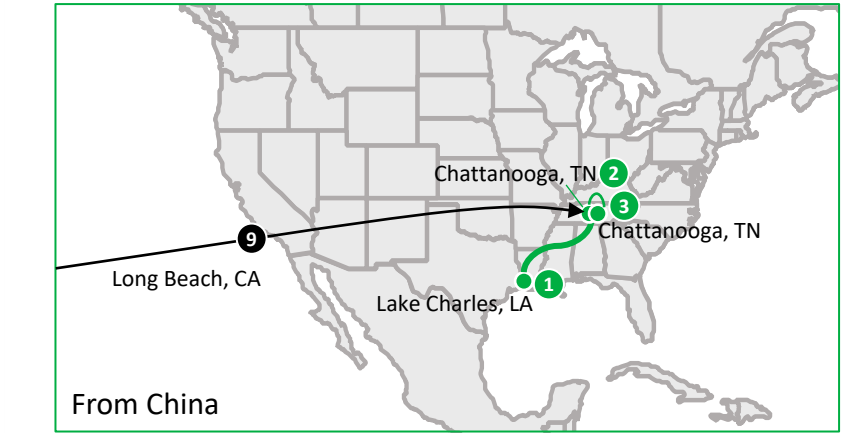 Chattanooga, TN 2
3
Chattanooga, TN
9
Long Beach, CA
1
Lake Charles, LA
From China